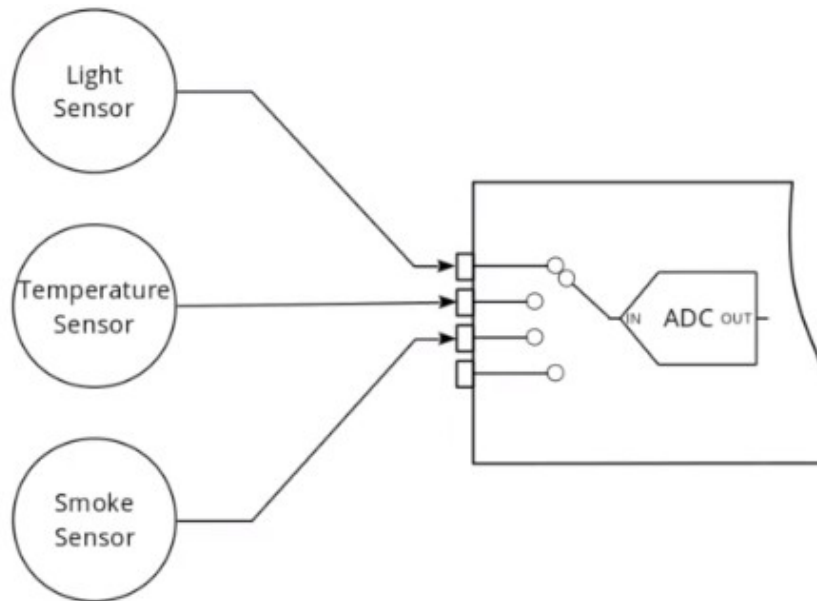 Light
Sensor
Temperature
Sensor
Smoke
Sensor
IN ADC OUT